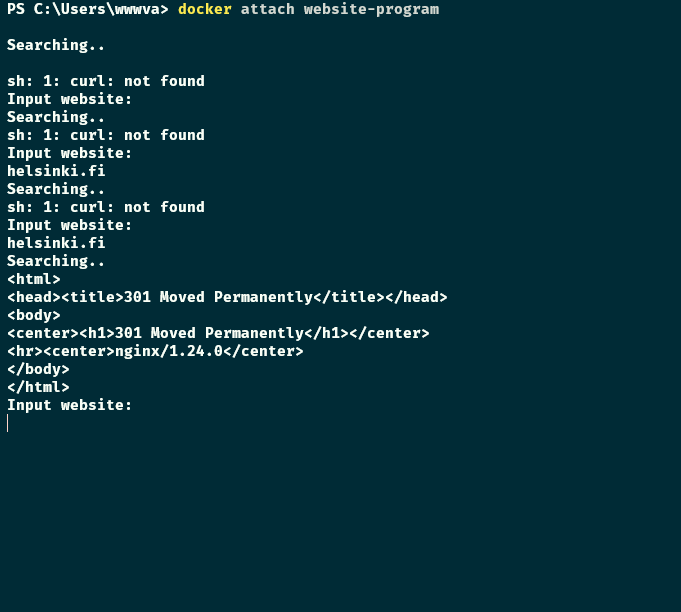 PS C:\Users\wwwva> docker attach website-program
Searching..
sh: 1: curl: not found
Input website:
Searching..
sh: 1: curl: not found
Input website:
helsinki.fi
Searching..
sh: 1: curl: not found
Input website:
helsinki.fi
Searching..
<html>
<head><title>301 Moved Permanently</title></head>
<body>
<center><h1>301 Moved Permanently</h1></center>
<hr><center>nginx/1.24.0</center>
</body>
</html>
Input website: